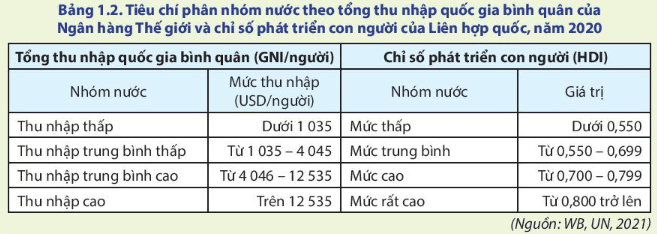 Bảng 1.2. Tiêu chí phân nhóm nước theo tổng thu nhập quốc gia bình quân của
Ngân hàng Thế giới và chỉ số phát triển con người của Liên hợp quốc, năm 2020
Tổng thu nhập quốc gia bình quân (GNI/người) Chỉ số phát triển con người (HDI)
Nhóm nước Mức thu nhập (USD/người) Nhóm nước Giá trị
Thu nhập thấp Dưới 1 035 Mức thấp Dưới 0,550
Thu nhập trung bình thấp Từ 1 035 – 4 045 Mức trung bình Từ 0,550 – 0,699
Thu nhập trung bình cao Từ 4 046 – 12 535 Mức cao Từ 0,700 – 0,799
Thu nhập cao Trên 12 535 Mức rất cao Từ 0,800 trở lên
(Nguồn: WB, UN, 2021)